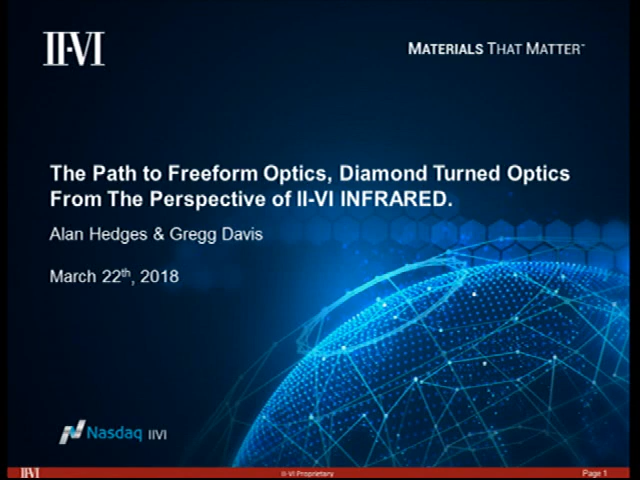 II-VI
MATERIALS THAT MATTER™
The Path to Freeform Optics, Diamond Turned Optics
From The Perspective of II-VI INFRARED.
Alan Hedges & Gregg Davis
March 22th, 2018
Nasdaq IIVI
II-VI
II-VI Proprietary
Page 1